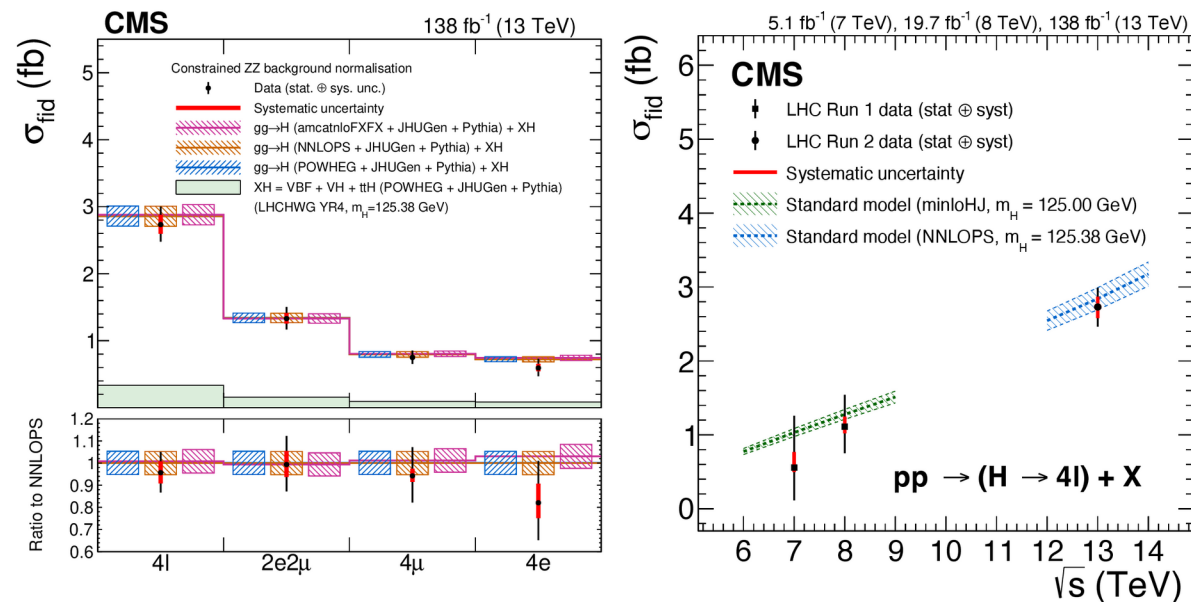 CMS
138 fb⁻¹ (13 TeV)
σ_fid (fb)
5
4
3
2
1
Constrained ZZ background normalisation
Data (stat. ⊕ sys. unc.)
Systematic uncertainty
gg→H (amcatnloFXFX + JHUGen + Pythia) + XH
gg→H (NNLOPS + JHUGen + Pythia) + XH
gg→H (POWHEG + JHUGen + Pythia) + XH
XH = VBF + VH + ttH (POWHEG + JHUGen + Pythia)
(LHCHWG YR4, m_H=125.38 GeV)
Ratio to NNLOPS
1.2
1.1
1
0.9
0.8
0.7
0.6
4l
2e2μ
4μ
4e
5.1 fb⁻¹ (7 TeV), 19.7 fb⁻¹ (8 TeV), 138 fb⁻¹ (13 TeV)
σ_fid (fb)
6
5
4
3
2
1
0
CMS
LHC Run 1 data (stat ⊕ syst)
LHC Run 2 data (stat ⊕ syst)
Systematic uncertainty
Standard model (minloHJ, m_H = 125.00 GeV)
Standard model (NNLOPS, m_H = 125.38 GeV)
pp → (H → 4l) + X
6 7 8 9 10 11 12 13 14
√s (TeV)